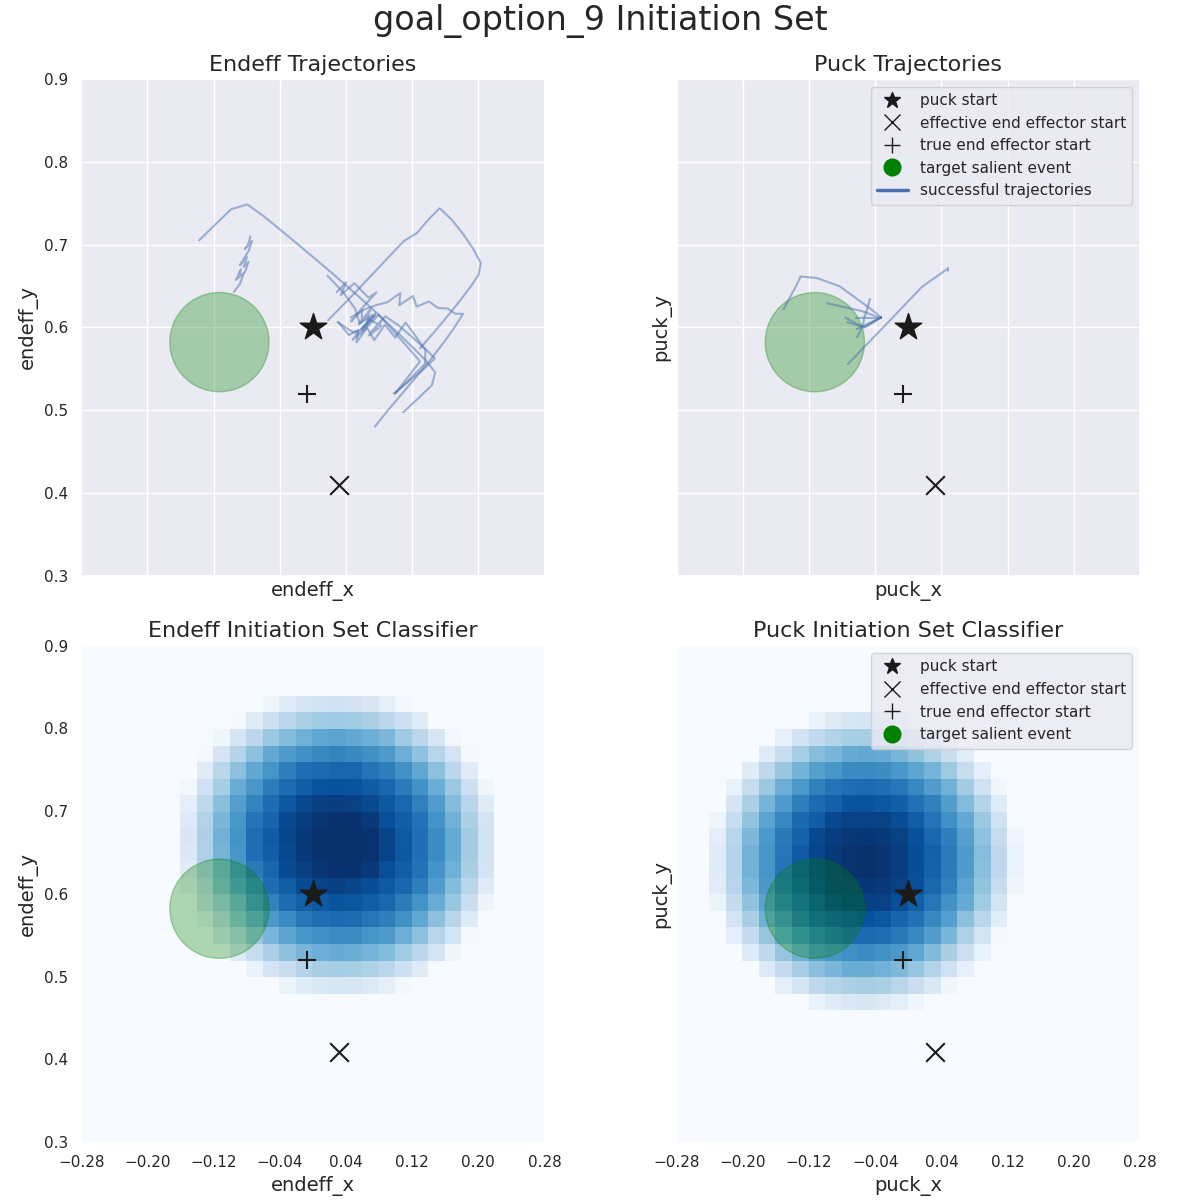 goal_option_9 Initiation Set
Endeff Trajectories
0.9
0.8
0.7
0.6
0.5
0.4
0.3
endeff_y
endeff_x
Puck Trajectories
puck start
effective end effector start
true end effector start
target salient event
successful trajectories
puck_y
puck_x
Endeff Initiation Set Classifier
0.9
0.8
0.7
0.6
0.5
0.4
0.3
endeff_y
−0.28 −0.20 −0.12 −0.04 0.04 0.12 0.20 0.28
endeff_x
Puck Initiation Set Classifier
puck start
effective end effector start
true end effector start
target salient event
puck_y
−0.28 −0.20 −0.12 −0.04 0.04 0.12 0.20 0.28
puck_x